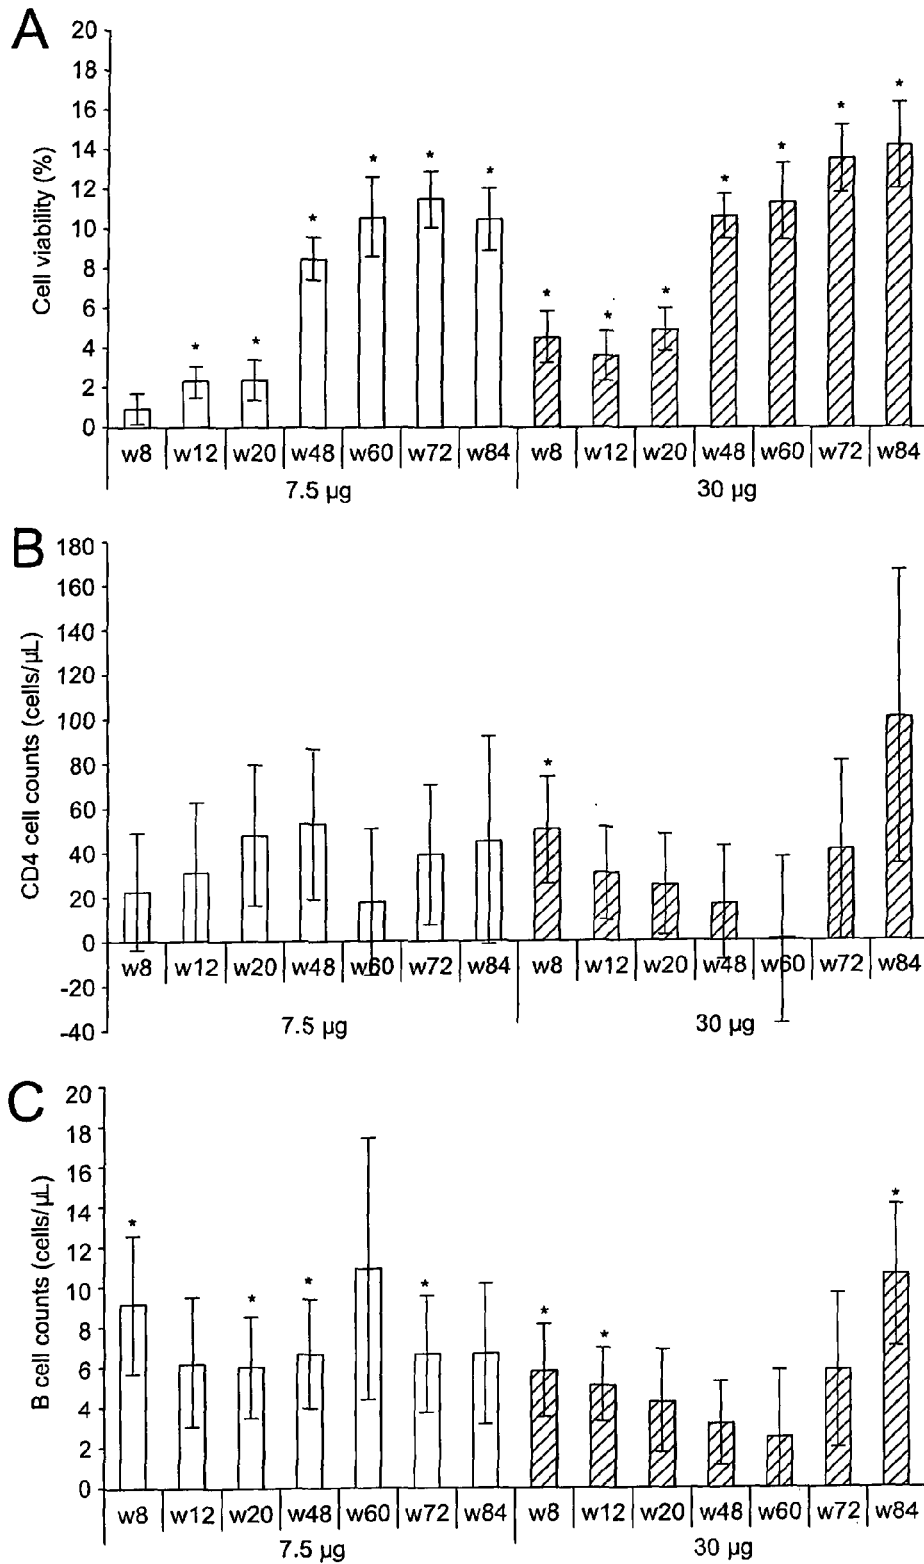 A
Cell viability (%)
20
18
16
14
12
10
8
6
4
2
0
* * * * * * * * * * * * *
w8 w12 w20 w48 w60 w72 w84 w8 w12 w20 w48 w60 w72 w84
7.5 µg 30 µg
B
CD4 cell counts (cells/µL)
180
160
140
120
100
80
60
40
20
0
-20
-40
*
w8 w12 w20 w48 w60 w72 w84 w8 w12 w20 w48 w60 w72 w84
7.5 µg 30 µg
C
B cell counts (cells/µL)
20
18
16
14
12
10
8
6
4
2
0
* * * * * * *
w8 w12 w20 w48 w60 w72 w84 w8 w12 w20 w48 w60 w72 w84
7.5 µg 30 µg